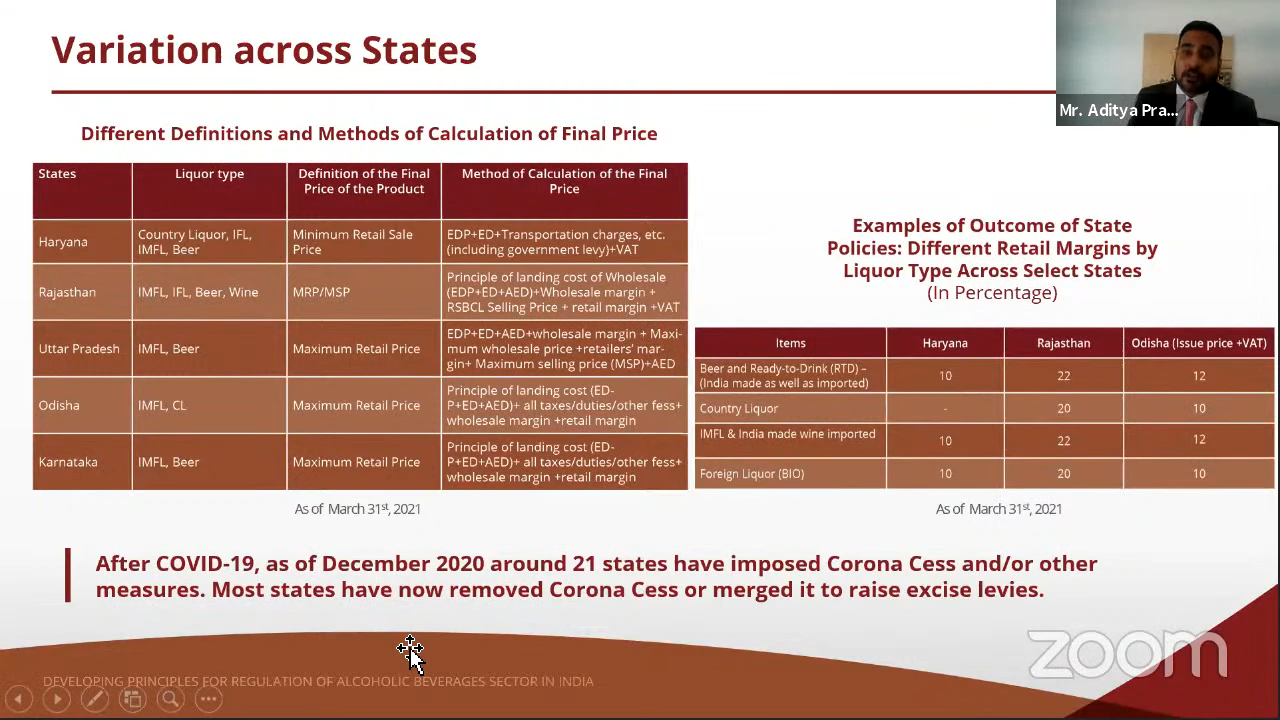 Variation across States
Mr. Aditya Pra...
Different Definitions and Methods of Calculation of Final Price
States Liquor type Definition of the Final Method of Calculation of the Final
Price of the Product Price
Haryana Country Liquor, IFL, Minimum Retail Sale EDP+ED+Transportation charges, etc.
IMFL, Beer Price (including government levy)+VAT
Principle of landing cost of Wholesale
Rajasthan IMFL, IFL, Beer, Wine MRP/MSP (EDP+ED+AED)+Wholesale margin +
RSBCL Selling Price + retail margin +VAT
EDP+ED+AED+wholesale margin + Maxi-
Uttar Pradesh IMFL, Beer Maximum Retail Price mum wholesale price +retailers' mar-
gin+ Maximum selling price (MSP)+AED
Principle of landing cost (ED-
Odisha IMFL, CL Maximum Retail Price P+ED+AED)+ all taxes/duties/other fess+
wholesale margin +retail margin
Principle of landing cost (ED-
Karnataka IMFL, Beer Maximum Retail Price P+ED+AED)+ all taxes/duties/other fess+
wholesale margin +retail margin
As of March 31st, 2021
Examples of Outcome of State
Policies: Different Retail Margins by
Liquor Type Across Select States
(In Percentage)
Items Haryana Rajasthan Odisha (Issue price +VAT)
Beer and Ready-to-Drink (RTD) – 10 22 12
(India made as well as imported)
Country Liquor - 20 10
IMFL & India made wine imported 10 22 12
Foreign Liquor (BIO) 10 20 10
As of March 31st, 2021
After COVID-19, as of December 2020 around 21 states have imposed Corona Cess and/or other
measures. Most states have now removed Corona Cess or merged it to raise excise levies.
zoom
DEVELOPING PRINCIPLES FOR REGULATION OF ALCOHOLIC BEVERAGES SECTOR IN INDIA